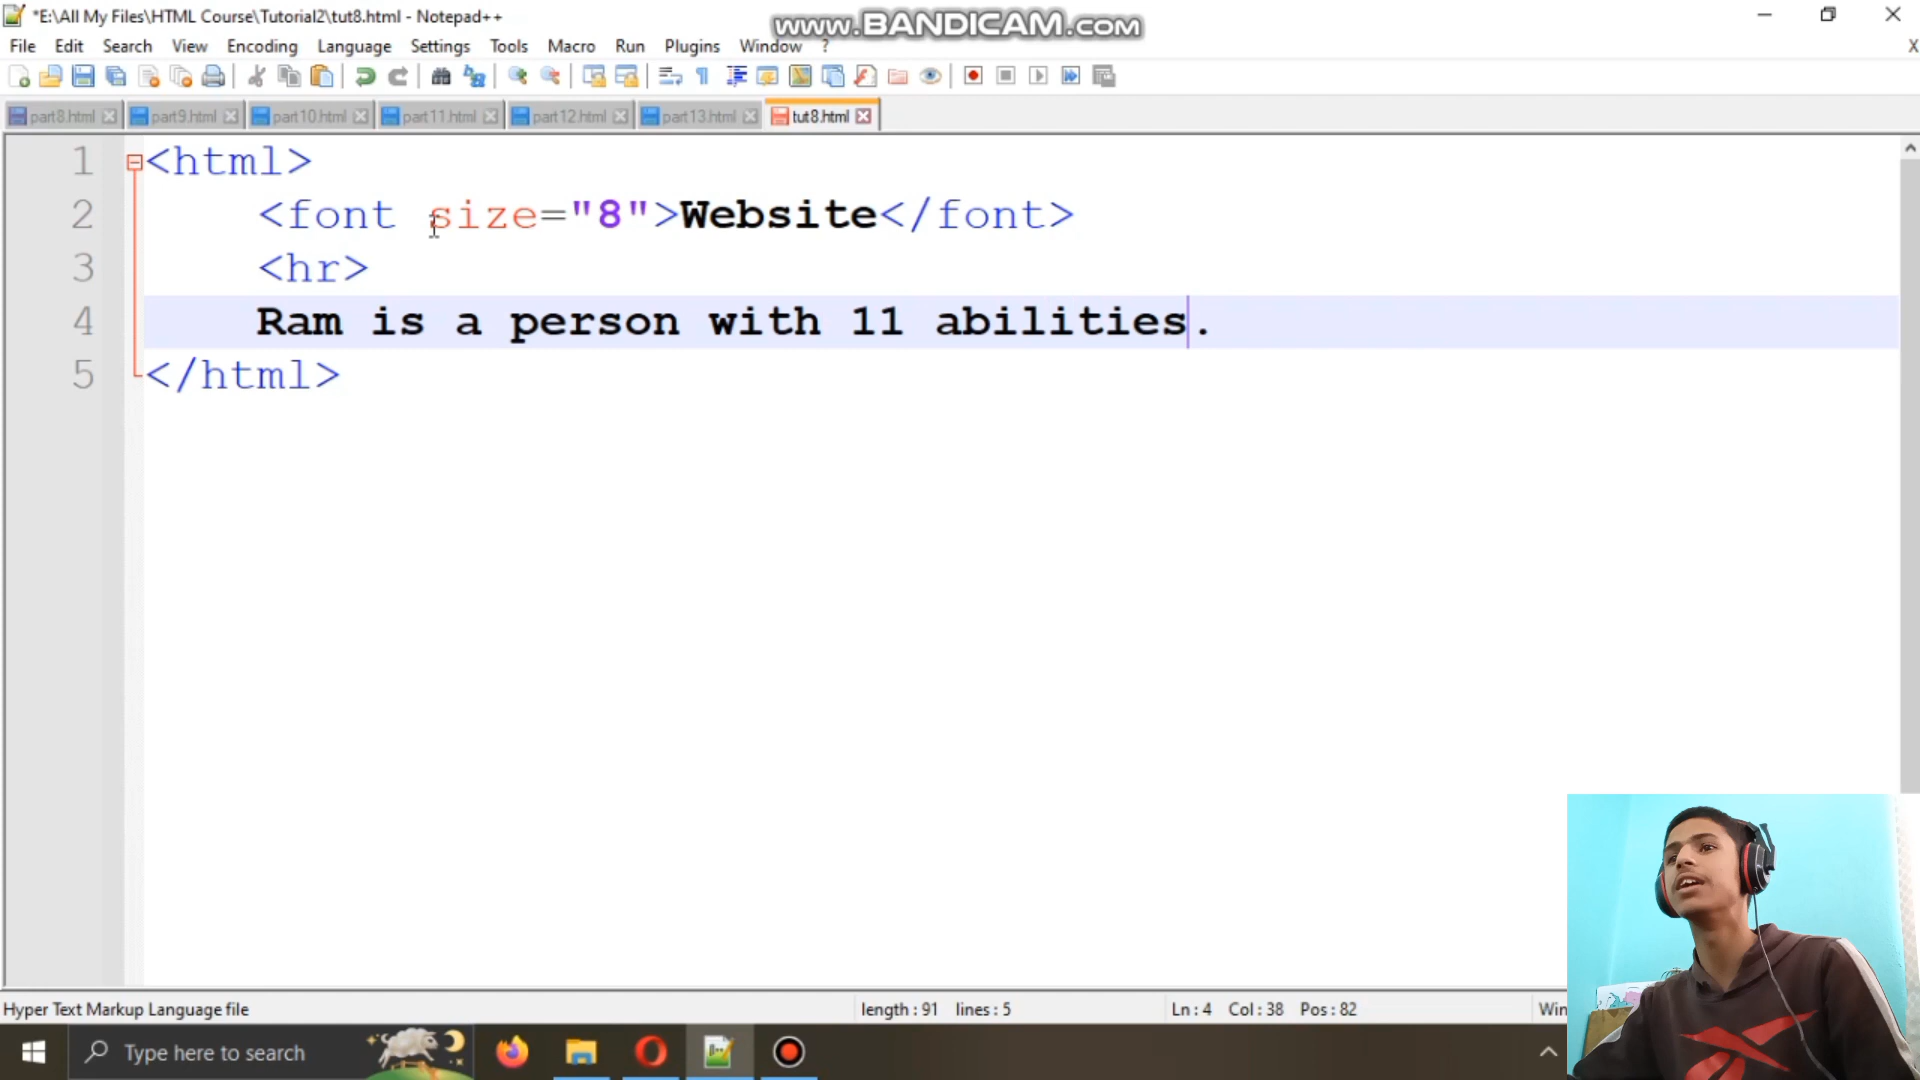 *E:\All My Files\HTML Course\Tutorial2\tut8.html - Notepad++
www.BANDICAM.com
File Edit Search View Encoding Language Settings Tools Macro Run Plugins Window ? X
part8.html part9.html part10.html part11.html part12.html part13.html tut8.html
1 <html>
2 <font size="8">Website</font>
3 <hr>
4 Ram is a person with 11 abilities.
5 </html>
Hyper Text Markup Language file length : 91 lines : 5 Ln : 4 Col : 38 Pos : 82 Win
Type here to search